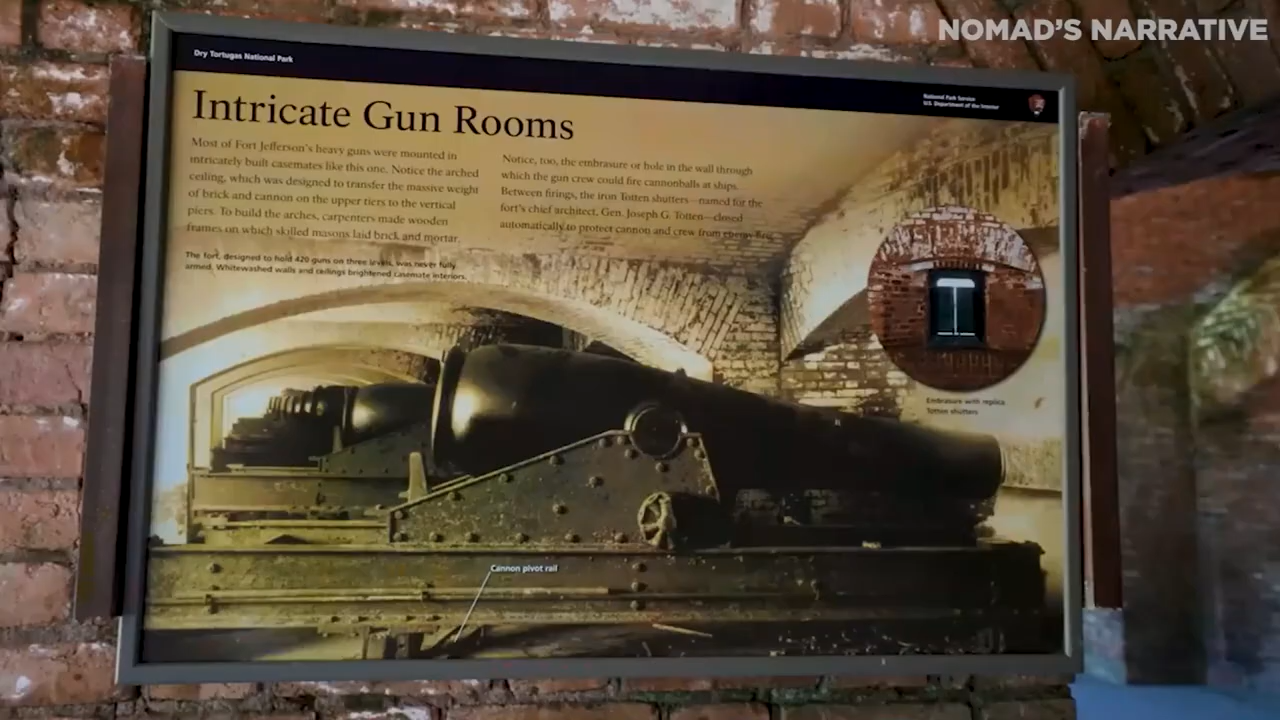 NOMAD'S NARRATIVE
Dry Tortugas National Park
National Park Service
U.S. Department of the Interior
Intricate Gun Rooms
Most of Fort Jefferson's heavy guns were mounted in
intricately built casemates like this one. Notice the arched
ceiling, which was designed to transfer the massive weight
of brick and cannon on the upper tiers to the vertical
piers. To build the arches, carpenters made wooden
frames on which skilled masons laid brick and mortar.
Notice, too, the embrasure or hole in the wall through
which the gun crew could fire cannonballs at ships.
Between firings, the iron Totten shutters—named for the
fort's chief architect, Gen. Joseph G. Totten—closed
automatically to protect cannon and crew from enemy fire.
The fort, designed to hold 420 guns on three levels, was never fully
armed. Whitewashed walls and ceilings brightened casemate interiors.
Embrasure with replica
Totten shutters
Cannon pivot rail